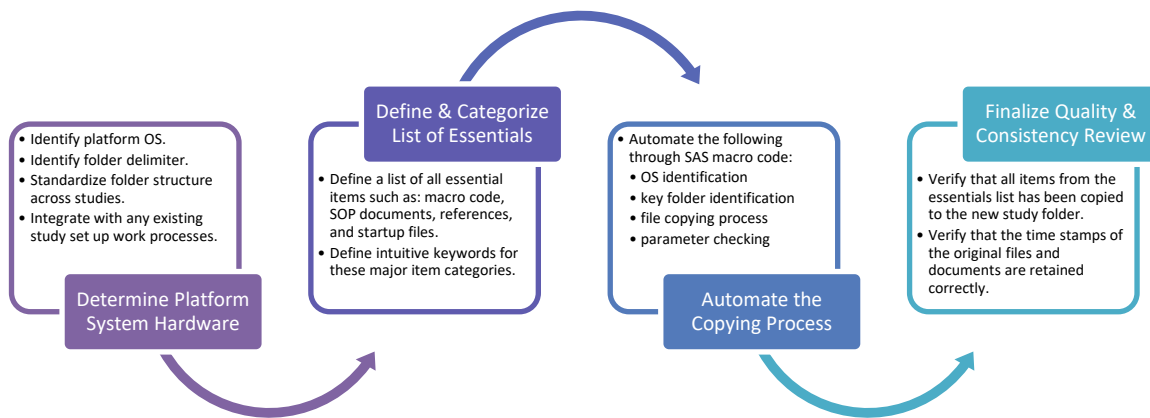 • Identify platform OS.
• Identify folder delimiter.
• Standardize folder structure
across studies.
• Integrate with any existing
study set up work processes.
Determine Platform
System Hardware
Define & Categorize
List of Essentials
• Define a list of all essential
items such as: macro code,
SOP documents, references,
and startup files.
• Define intuitive keywords for
these major item categories.
• Automate the following
through SAS macro code:
• OS identification
• key folder identification
• file copying process
• parameter checking
Automate the
Copying Process
Finalize Quality &
Consistency Review
• Verify that all items from the
essentials list has been copied
to the new study folder.
• Verify that the time stamps of
the original files and
documents are retained
correctly.